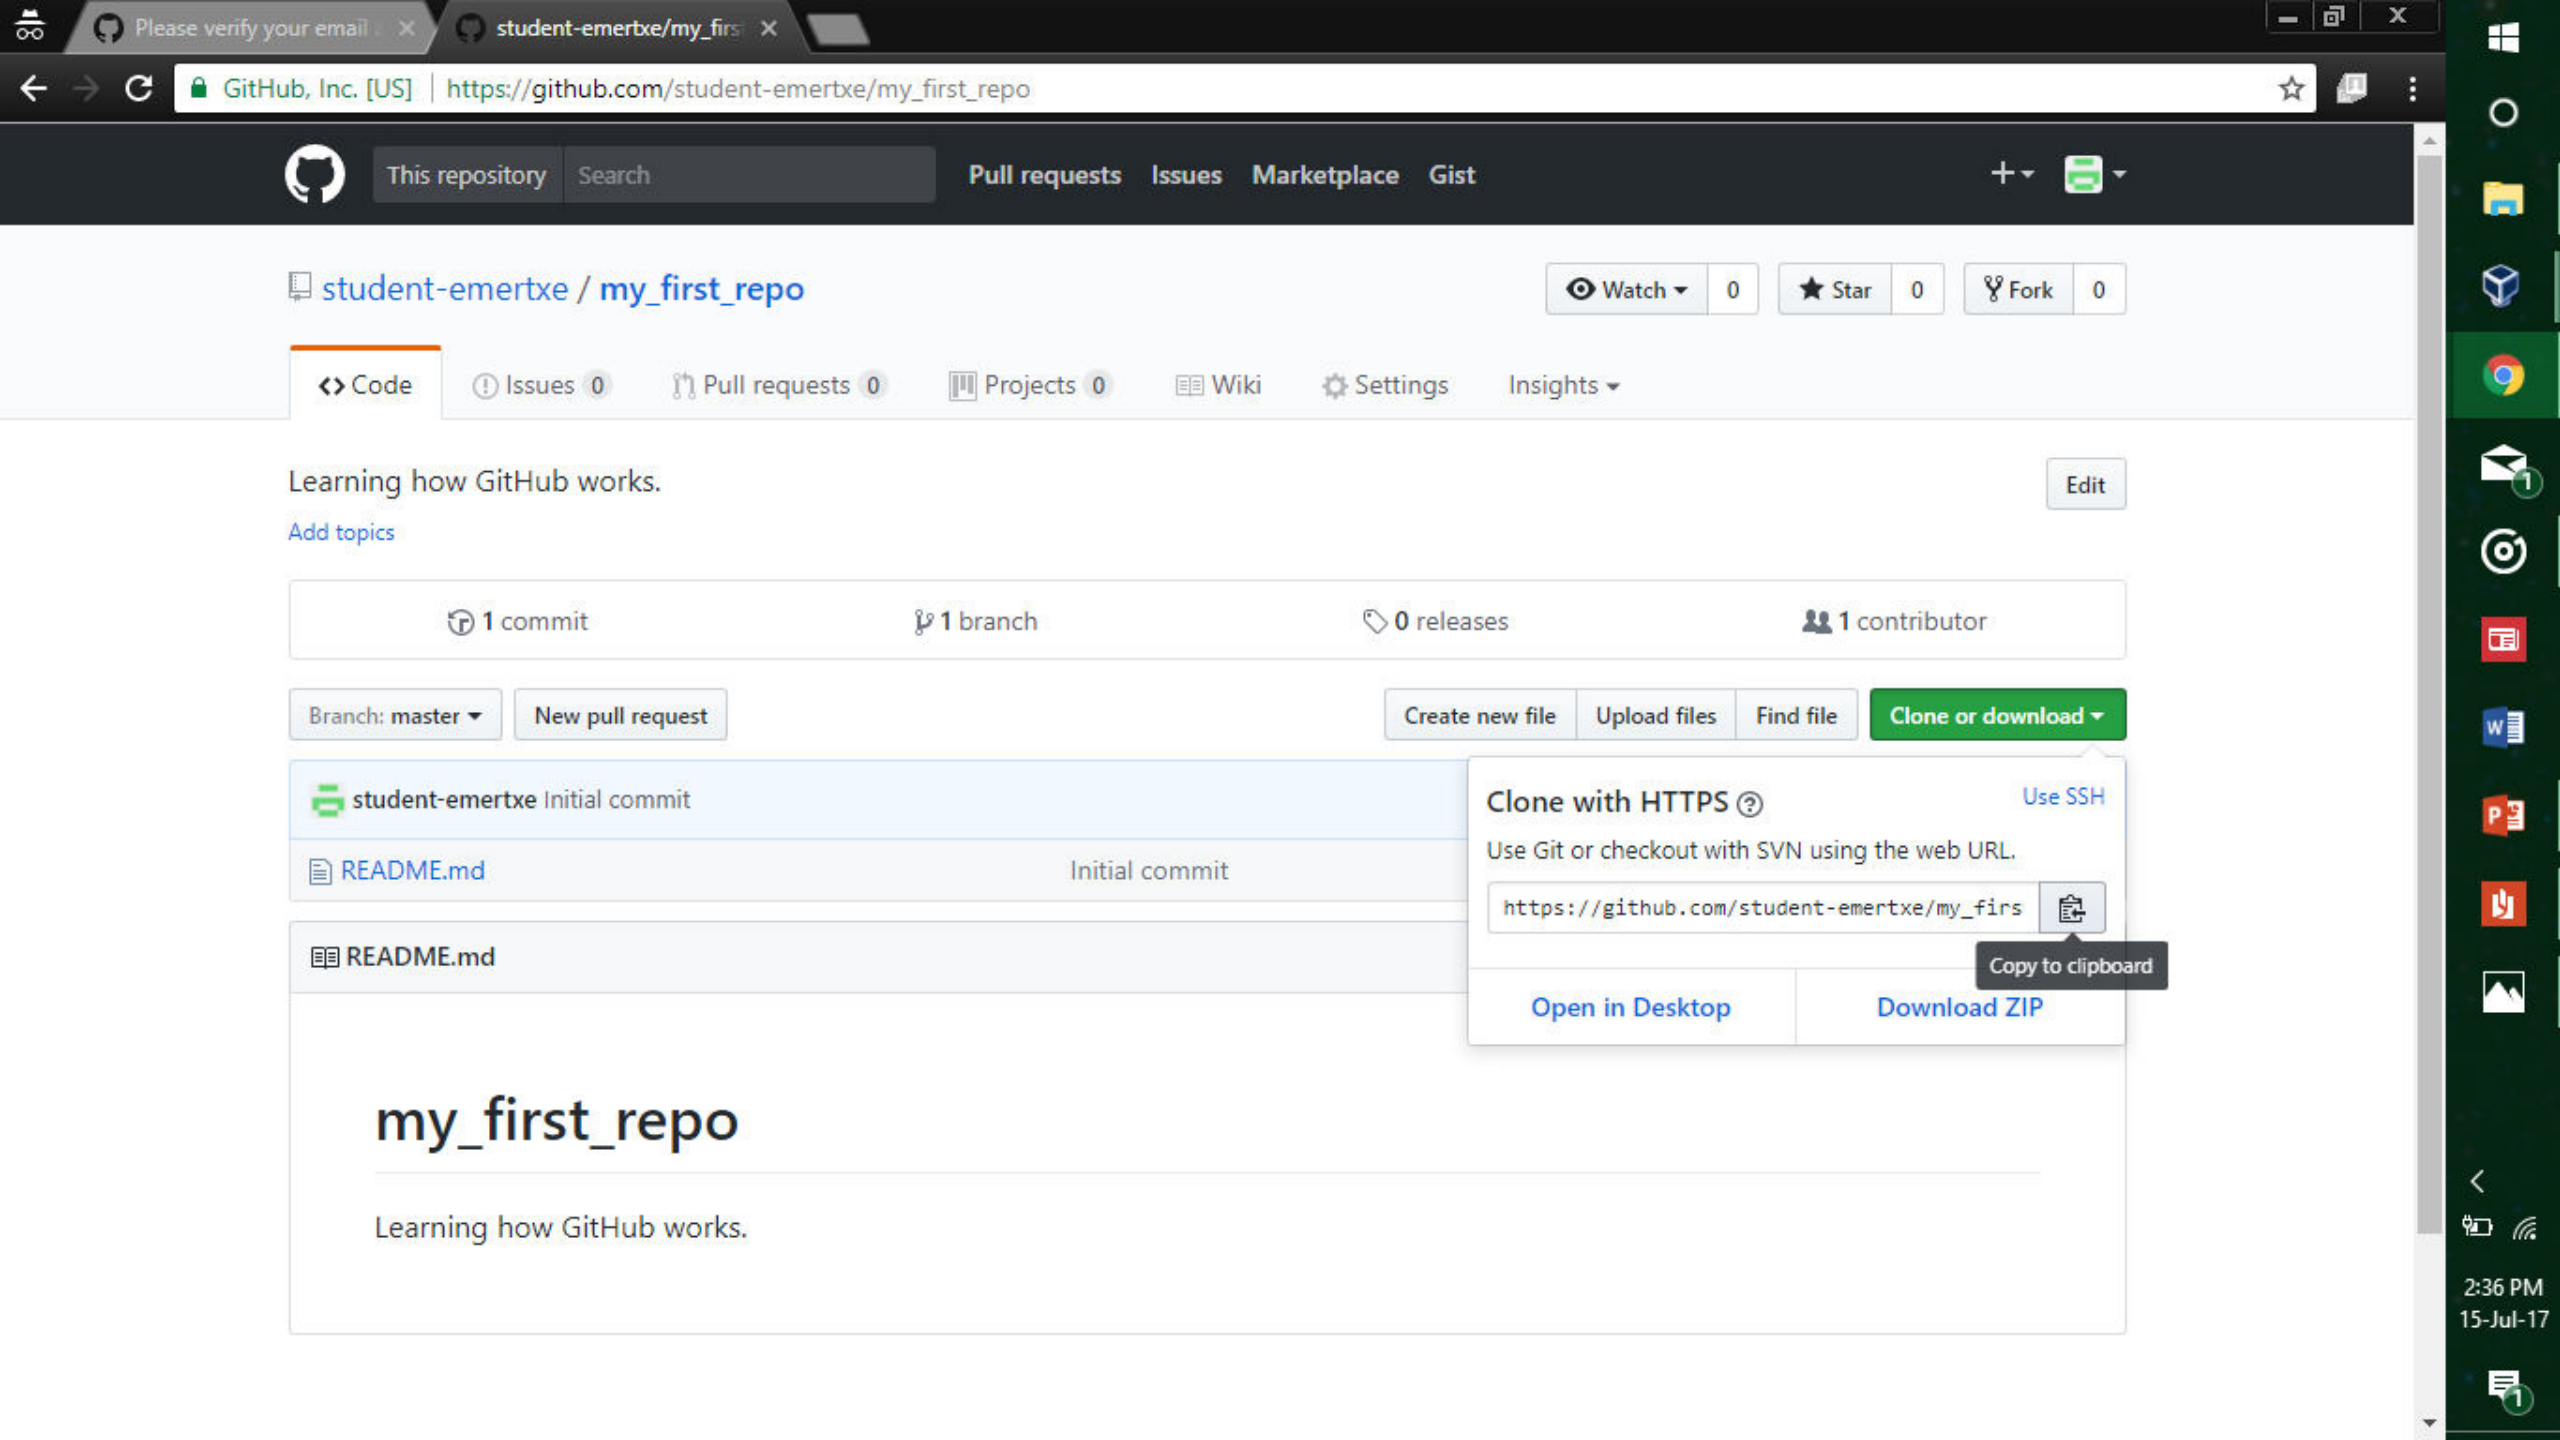 Please verify your email
student-emertxe/my_firs
GitHub, Inc. [US]
https://github.com/student-emertxe/my_first_repo
This repository
Search
Pull requests
Issues
Marketplace
Gist
student-emertxe / my_first_repo
Watch 0
Star 0
Fork 0
Code
Issues 0
Pull requests 0
Projects 0
Wiki
Settings
Insights
Learning how GitHub works.
Edit
Add topics
1 commit
1 branch
0 releases
1 contributor
Branch: master
New pull request
Create new file
Upload files
Find file
Clone or download
student-emertxe Initial commit
README.md
Initial commit
Clone with HTTPS
Use SSH
Use Git or checkout with SVN using the web URL.
https://github.com/student-emertxe/my_firs
Copy to clipboard
Open in Desktop
Download ZIP
README.md
my_first_repo
Learning how GitHub works.
1
2:36 PM
15-Jul-17
1